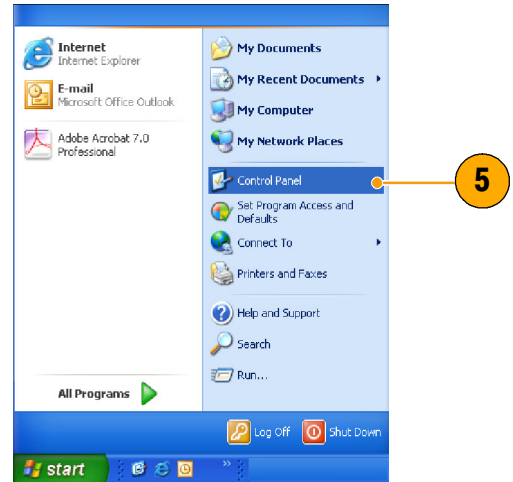 Internet
Internet Explorer
E-mail
Microsoft Office Outlook
Adobe Acrobat 7.0
Professional
All Programs
My Documents
My Recent Documents
My Computer
My Network Places
Control Panel
Set Program Access and
Defaults
Connect To
Printers and Faxes
Help and Support
Search
Run...
Log Off
Shut Down
start
5